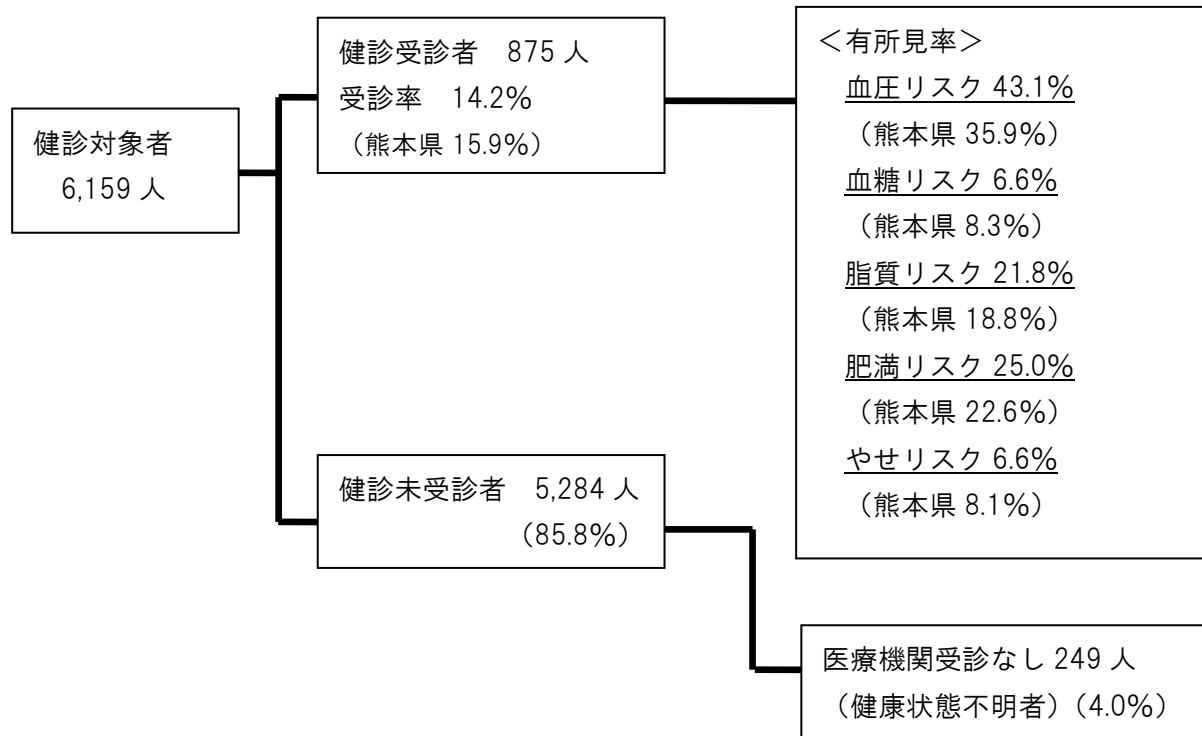 健診対象者
6,159 人
健診受診者　875 人
受診率　14.2%
（熊本県 15.9%）
＜有所見率＞
血圧リスク 43.1%
（熊本県 35.9%）
血糖リスク 6.6%
（熊本県 8.3%）
脂質リスク 21.8%
（熊本県 18.8%）
肥満リスク 25.0%
（熊本県 22.6%）
やせリスク 6.6%
（熊本県 8.1%）
健診未受診者　5,284 人
（85.8%）
医療機関受診なし 249 人
（健康状態不明者）（4.0%）